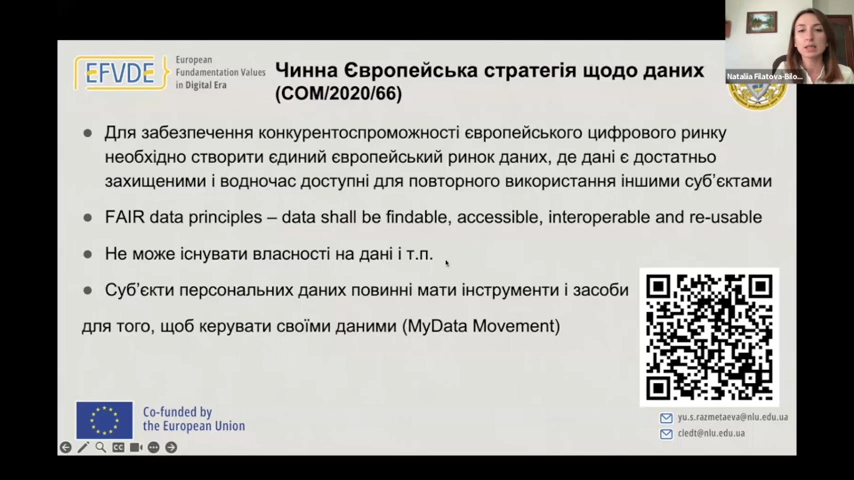 EFVDE
European
Fundamentation Values
in Digital Era
Чинна Європейська стратегія щодо даних
(COM/2020/66)
Nataliia Filatova-Bilo...
● Для забезпечення конкурентоспроможності європейського цифрового ринку
необхідно створити єдиний європейський ринок даних, де дані є достатньо
захищеними і водночас доступні для повторного використання іншими суб’єктами
● FAIR data principles – data shall be findable, accessible, interoperable and re-usable
● Не може існувати власності на дані і т.п.
● Суб’єкти персональних даних повинні мати інструменти і засоби
для того, щоб керувати своїми даними (MyData Movement)
Co-funded by
the European Union
yu.s.razmetaeva@nlu.edu.ua
cledt@nlu.edu.ua
CC